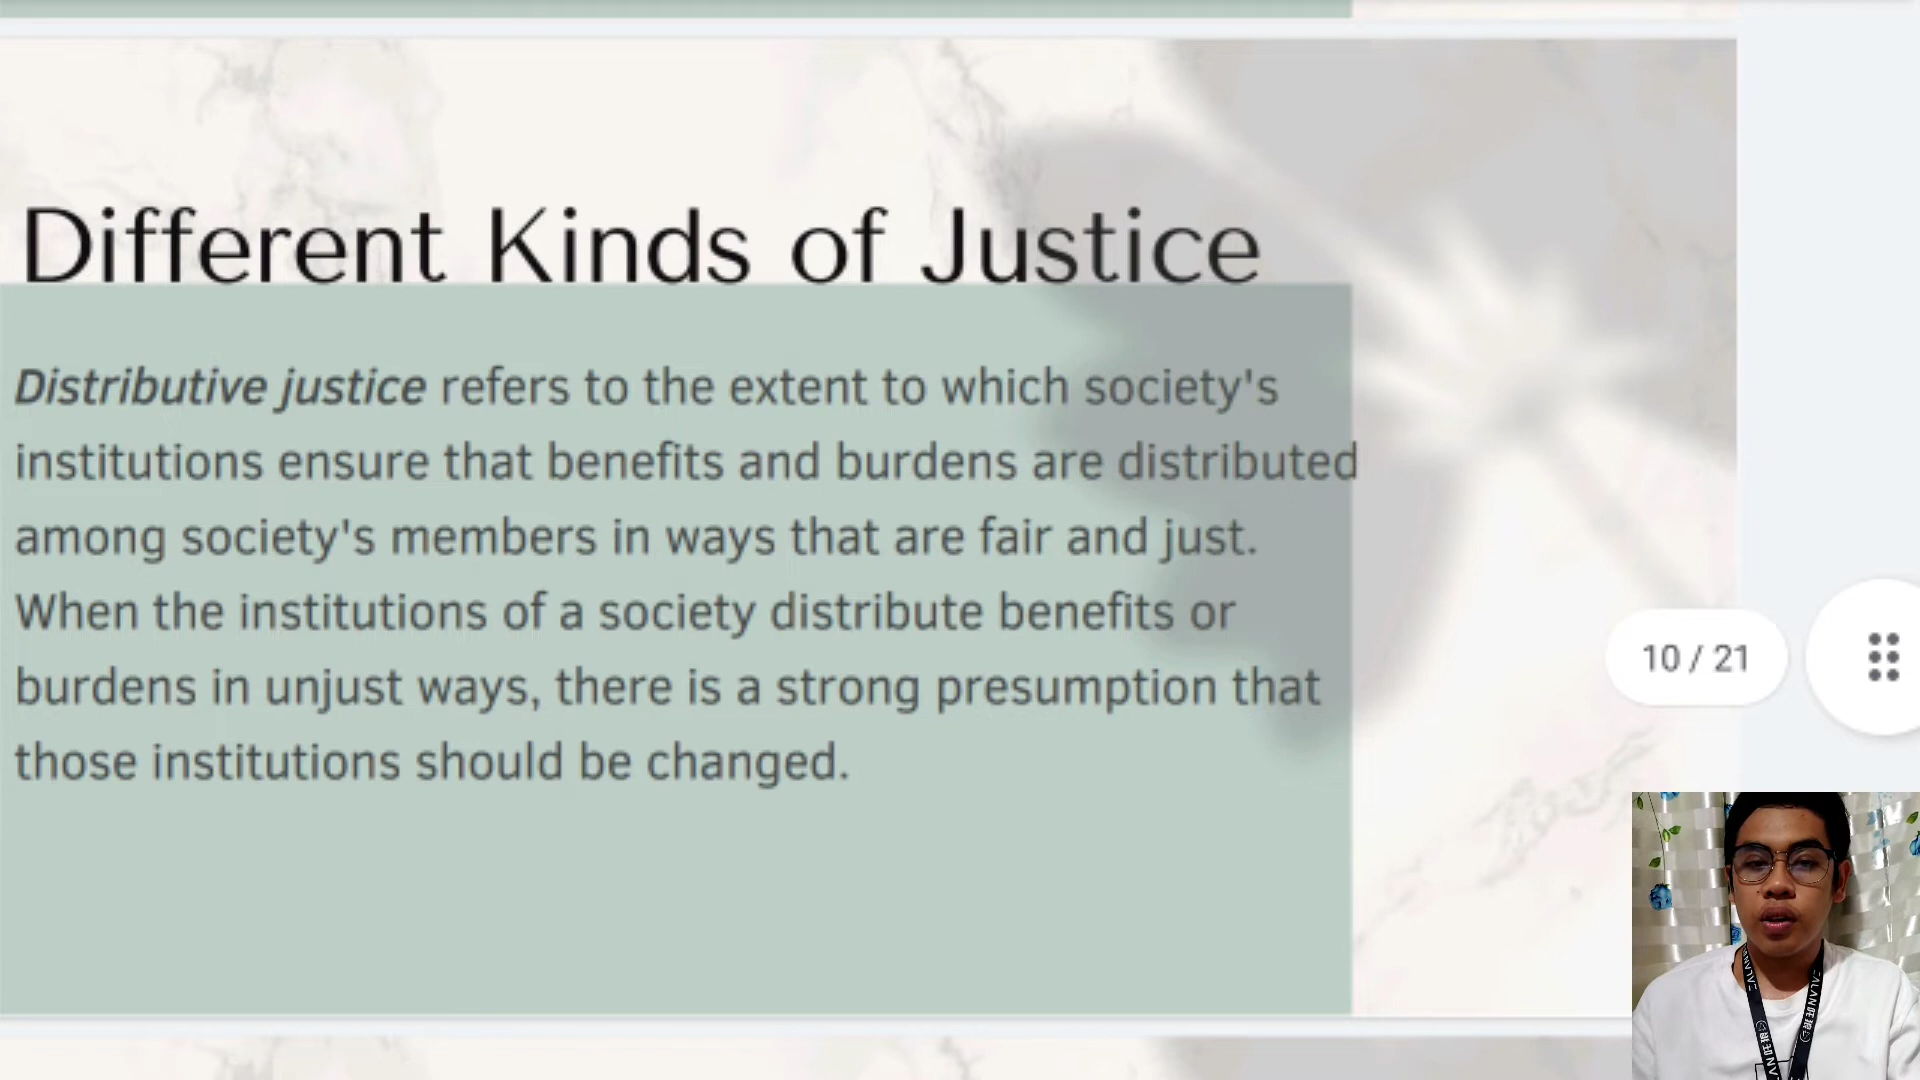 Different Kinds of Justice
Distributive justice refers to the extent to which society's
institutions ensure that benefits and burdens are distributed
among society's members in ways that are fair and just.
When the institutions of a society distribute benefits or
burdens in unjust ways, there is a strong presumption that
those institutions should be changed.
10 / 21